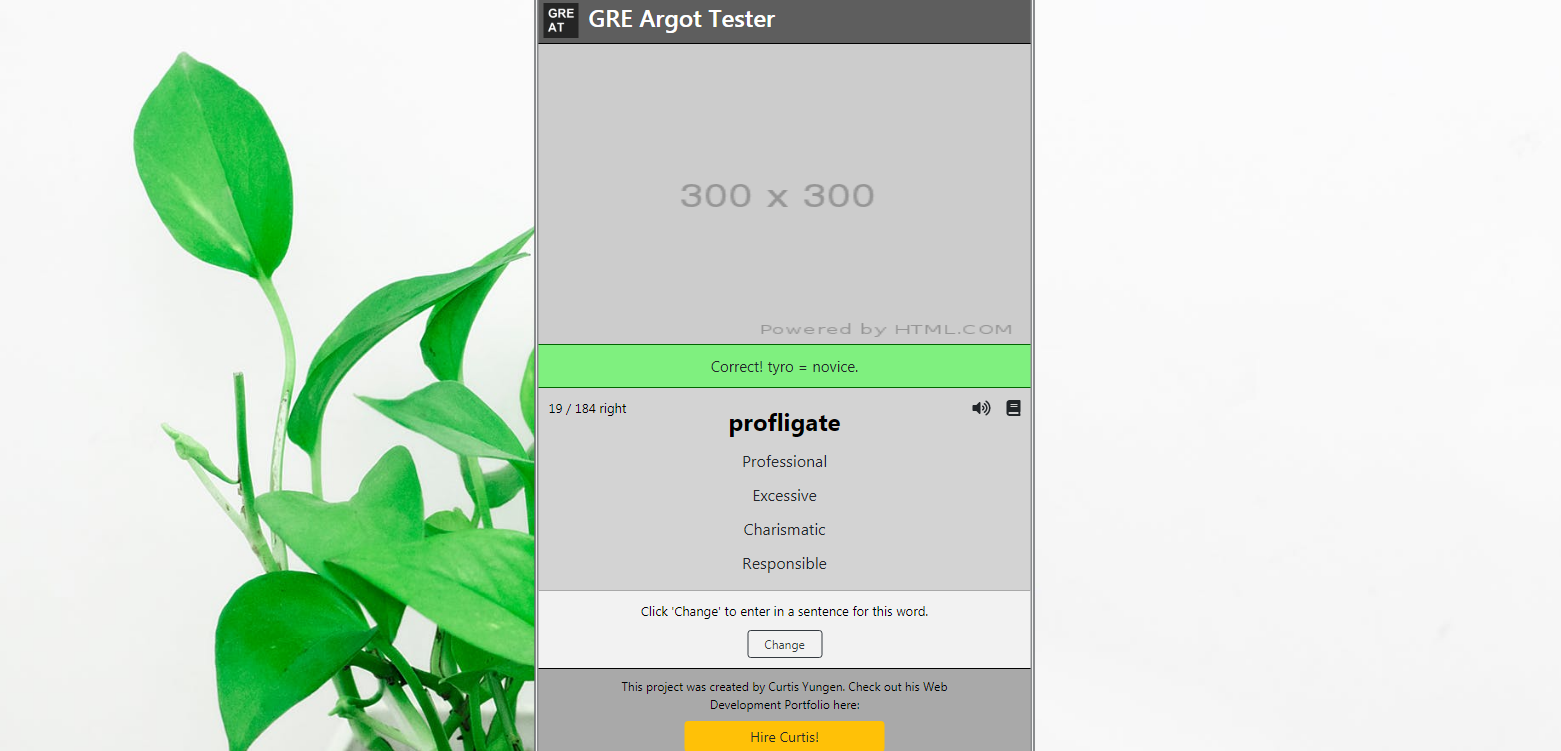 GRE
AT
GRE Argot Tester
300 x 300
Powered by HTML.COM
Correct! tyro = novice.
19 / 184 right
profligate
Professional
Excessive
Charismatic
Responsible
Click 'Change' to enter in a sentence for this word.
Change
This project was created by Curtis Yungen. Check out his Web
Development Portfolio here:
Hire Curtis!